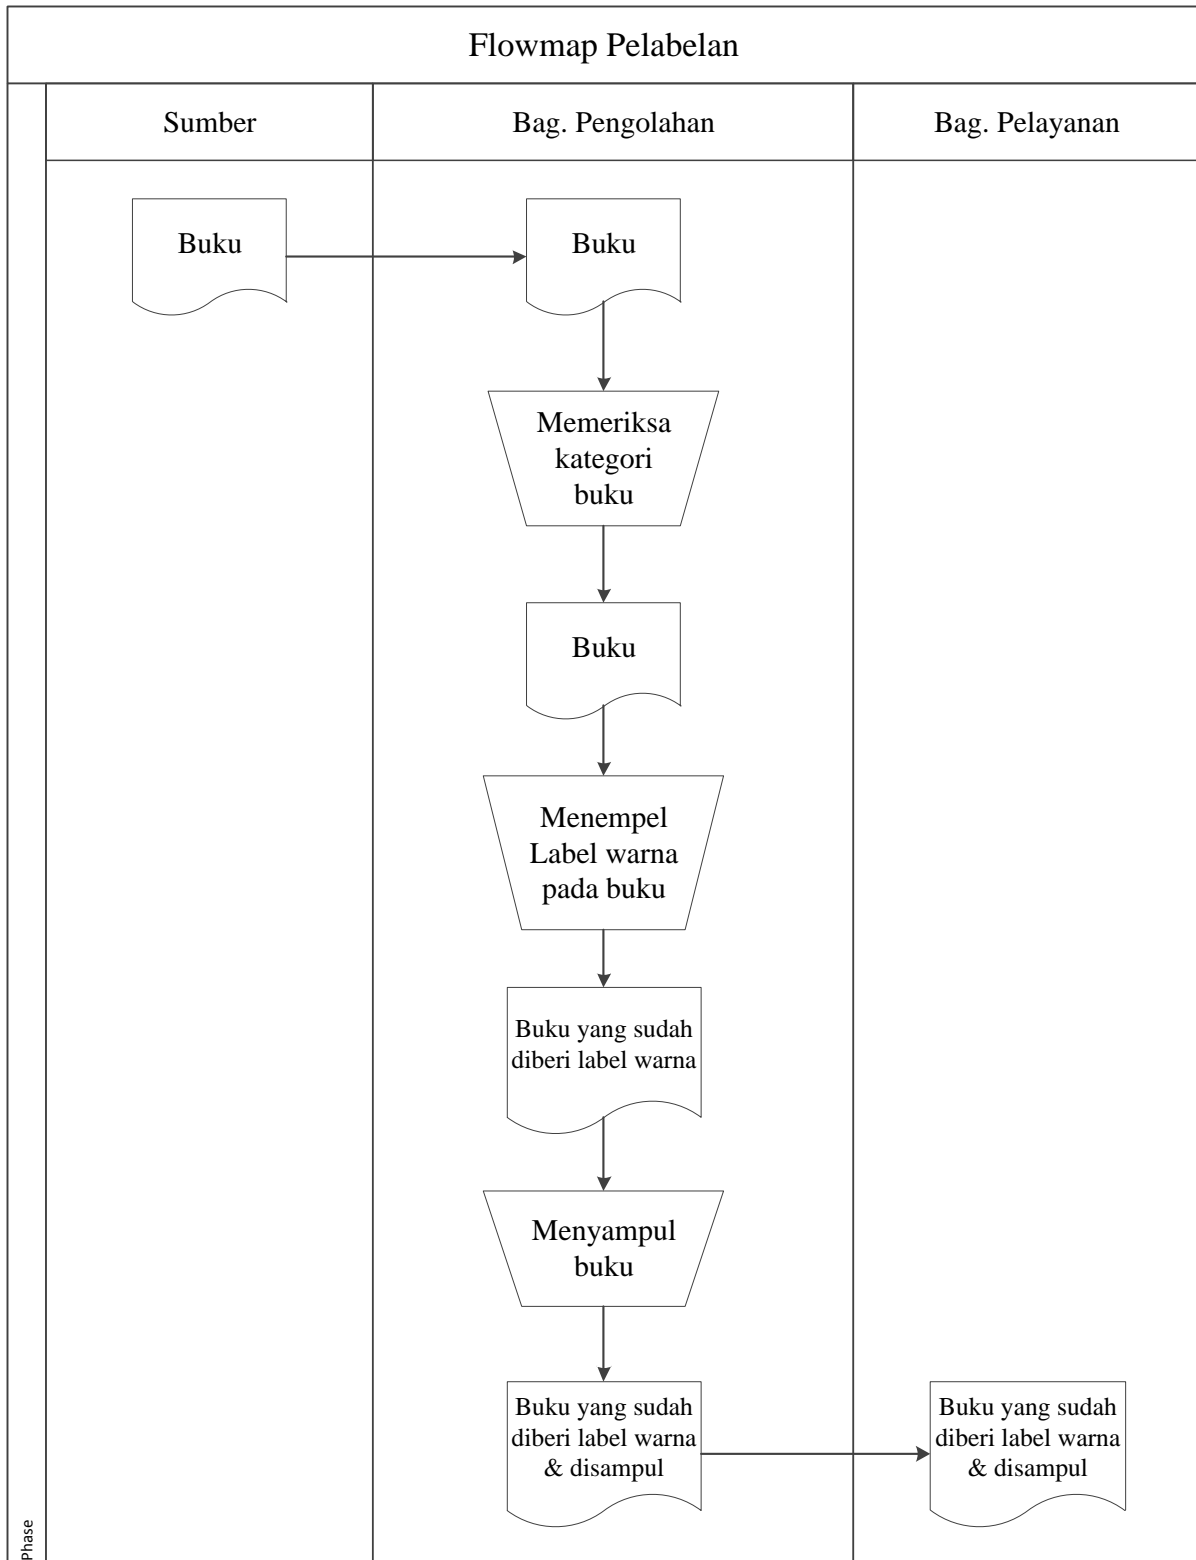 Flowmap Pelabelan
Sumber
Bag. Pengolahan
Bag. Pelayanan
Buku
Buku
Memeriksa
kategori
buku
Buku
Menempel
Label warna
pada buku
Buku yang sudah
diberi label warna
Menyampul
buku
Buku yang sudah
diberi label warna
& disampul
Buku yang sudah
diberi label warna
& disampul
Phase